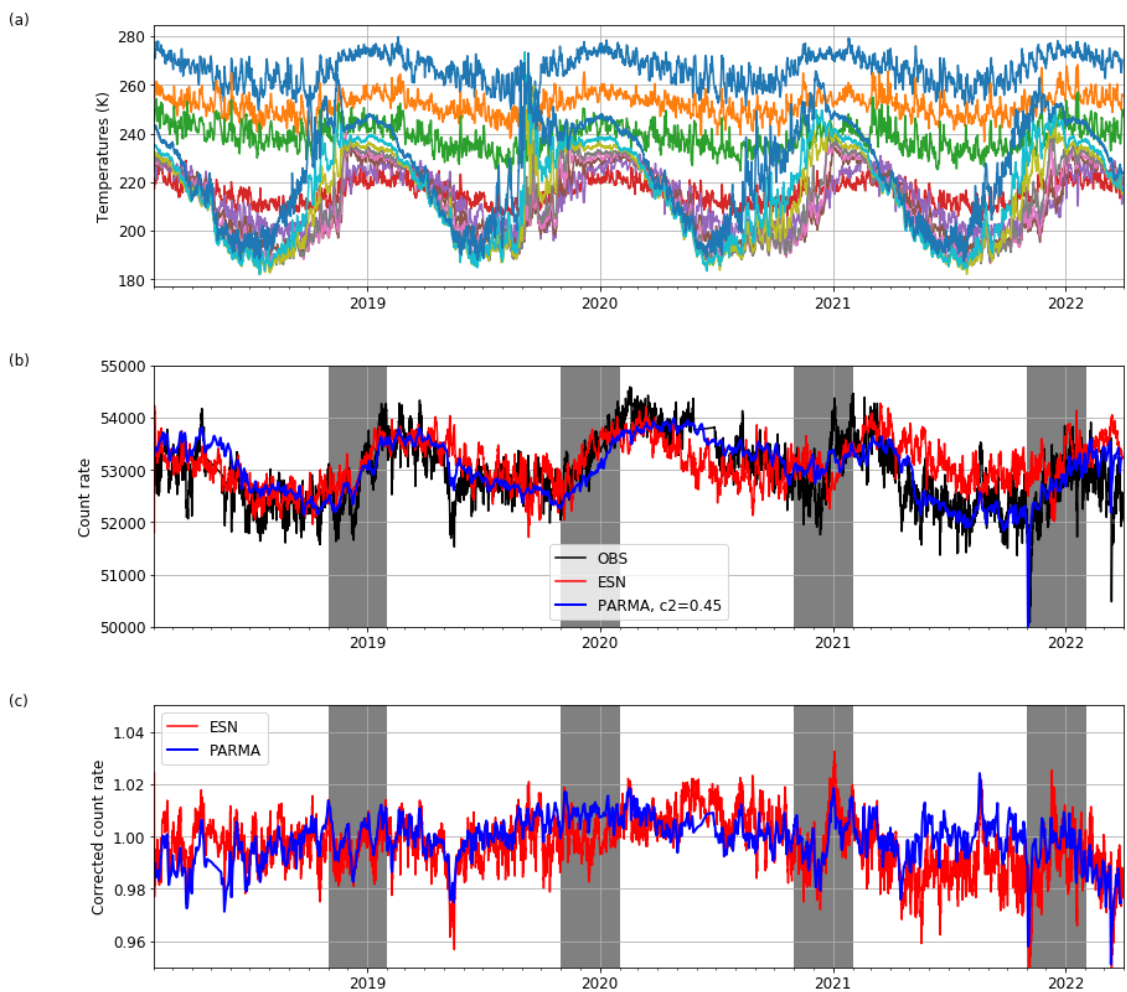 (a)
280
260
240
220
200
180
Temperatures (K)
2019 2020 2021 2022
(b)
55000
54000
53000
52000
51000
50000
Count rate
OBS
ESN
PARMA, c2=0.45
2019 2020 2021 2022
(c)
1.04
1.02
1.00
0.98
0.96
Corrected count rate
ESN
PARMA
2019 2020 2021 2022